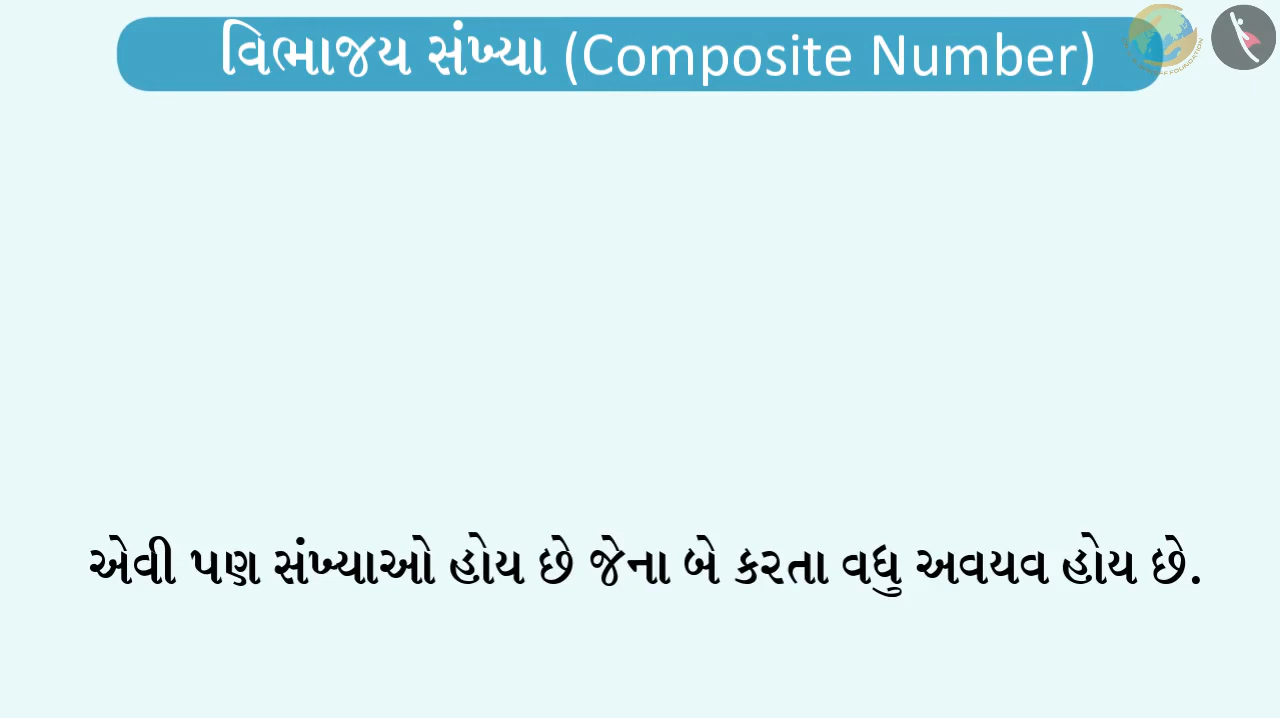 વિભાજય સંખ્યા (Composite Number)
એવી પણ સંખ્યાઓ હોય છે જેના બે કરતા વધુ અવયવ હોય છે.